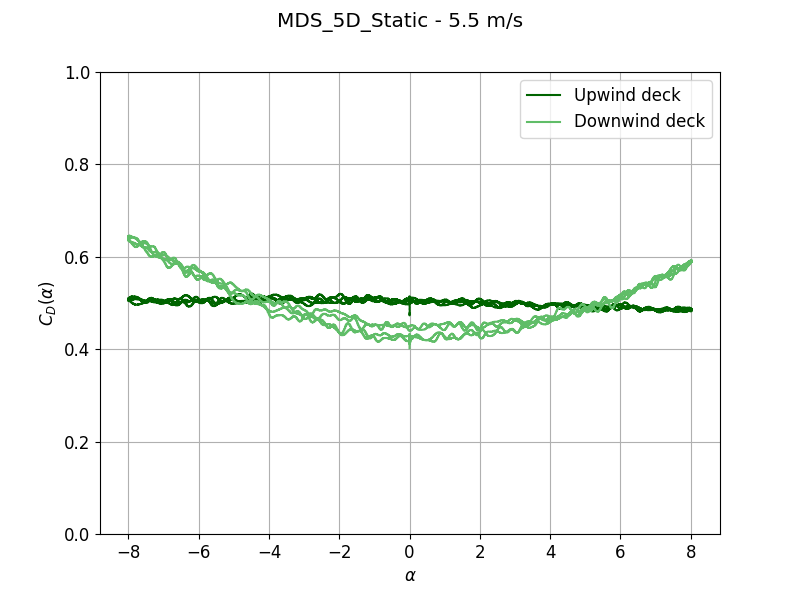 MDS_5D_Static - 5.5 m/s
1.0
0.8
0.6
0.4
0.2
0.0
C_D(α)
Upwind deck
Downwind deck
−8 −6 −4 −2 0 2 4 6 8
α